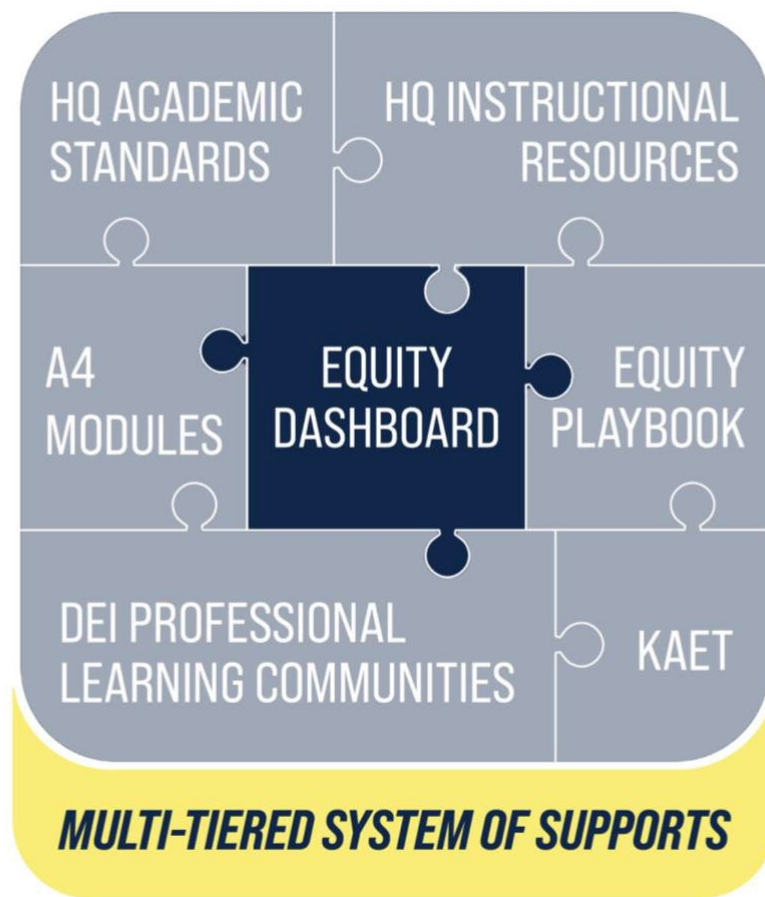 HQ ACADEMIC
STANDARDS
HQ INSTRUCTIONAL
RESOURCES
A4
MODULES
EQUITY
DASHBOARD
EQUITY
PLAYBOOK
DEI PROFESSIONAL
LEARNING COMMUNITIES
KAET
MULTI-TIERED SYSTEM OF SUPPORTS